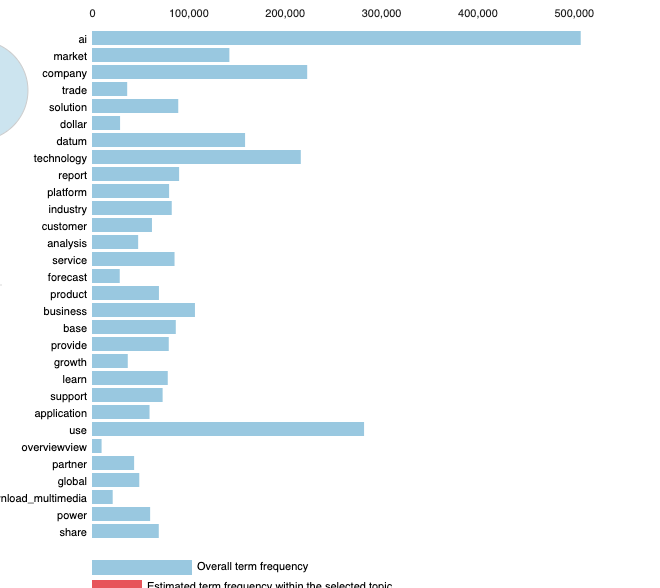 0 100,000 200,000 300,000 400,000 500,000
ai
market
company
trade
solution
dollar
datum
technology
report
platform
industry
customer
analysis
service
forecast
product
business
base
provide
growth
learn
support
application
use
overviewview
partner
global
nload_multimedia
power
share
Overall term frequency
Estimated term frequency within the selected topic